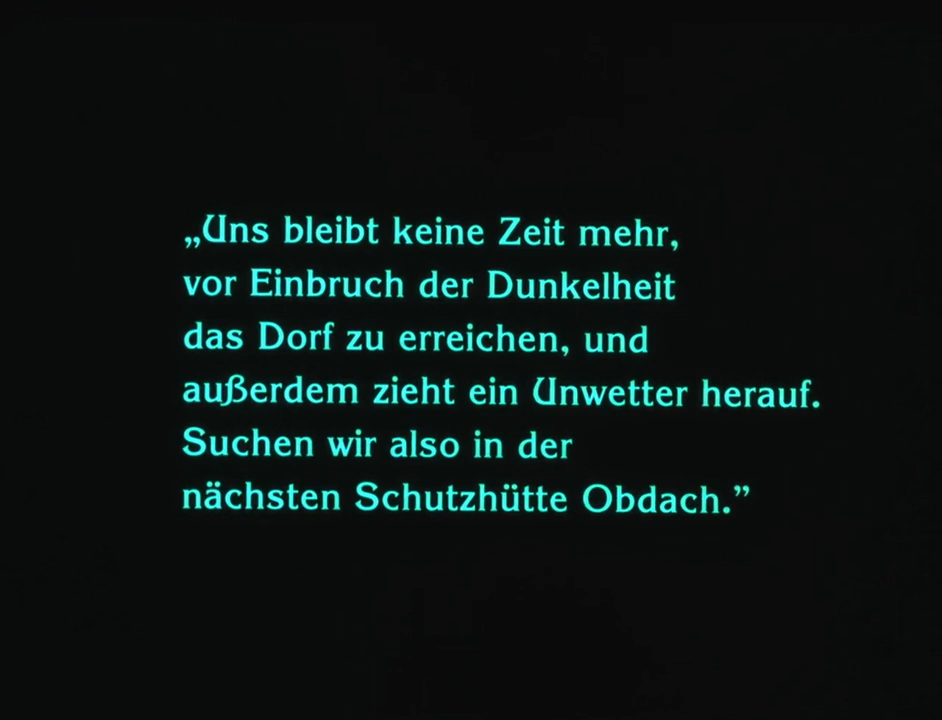 „Uns bleibt keine Zeit mehr,
vor Einbruch der Dunkelheit
das Dorf zu erreichen, und
außerdem zieht ein Unwetter herauf.
Suchen wir also in der
nächsten Schutzhütte Obdach.”